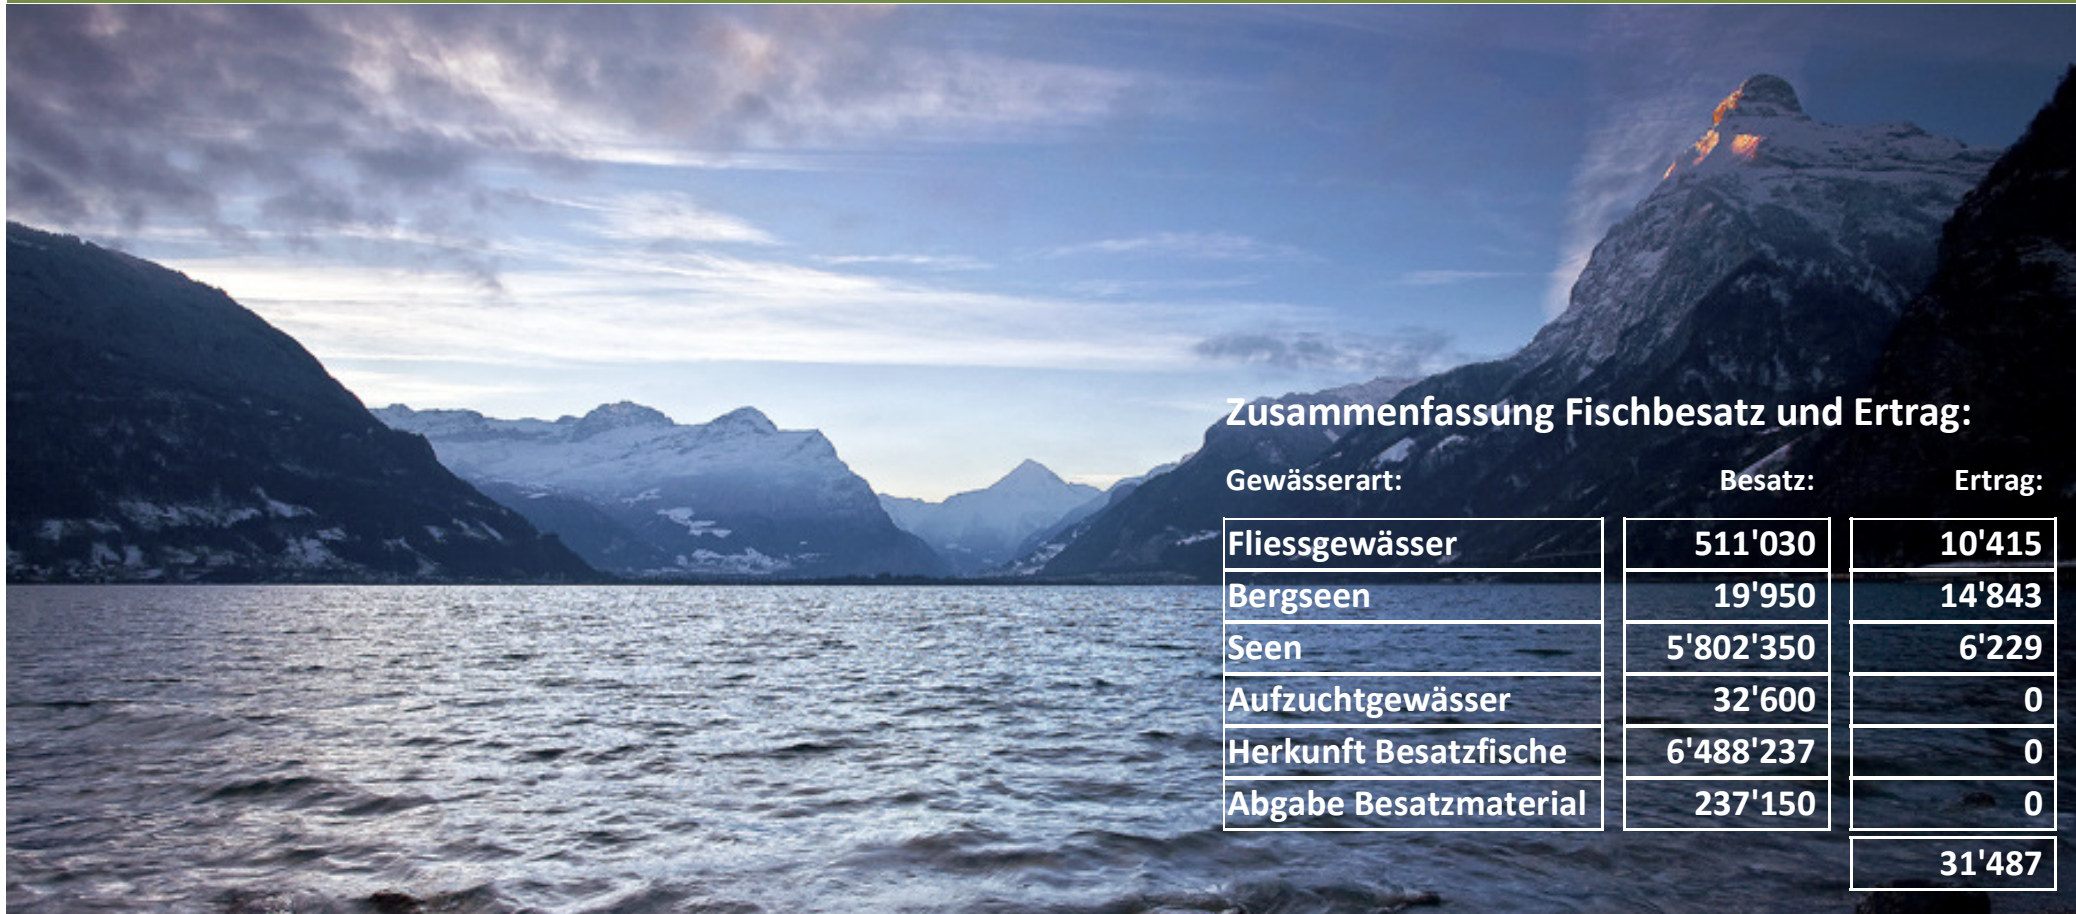 Zusammenfassung Fischbesatz und Ertrag:
Gewässerart: Besatz: Ertrag:
Fliessgewässer 511'030 10'415
Bergseen 19'950 14'843
Seen 5'802'350 6'229
Aufzuchtgewässer 32'600 0
Herkunft Besatzfische 6'488'237 0
Abgabe Besatzmaterial 237'150 0
31'487